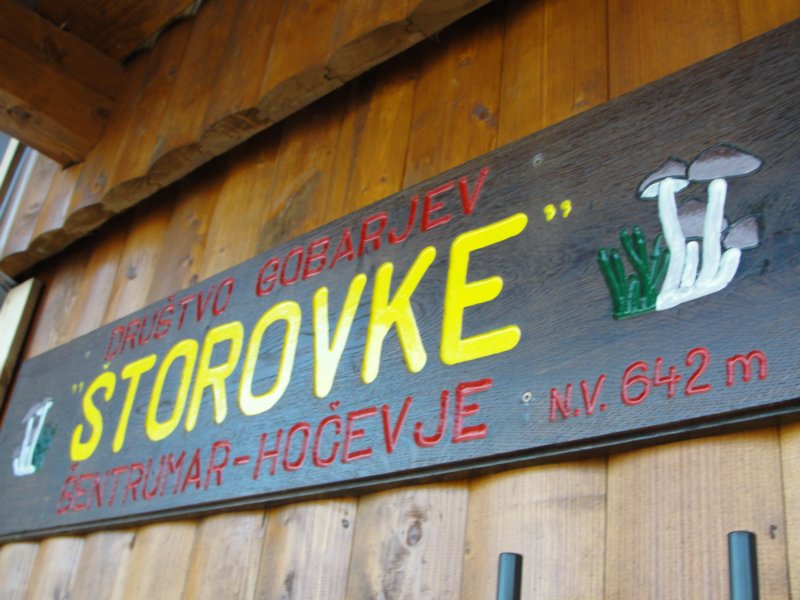 DRUŠTVO GOBARJEV
"ŠTOROVKE"
ŠENTRUMAR-HOČEVJE N.V. 642 m